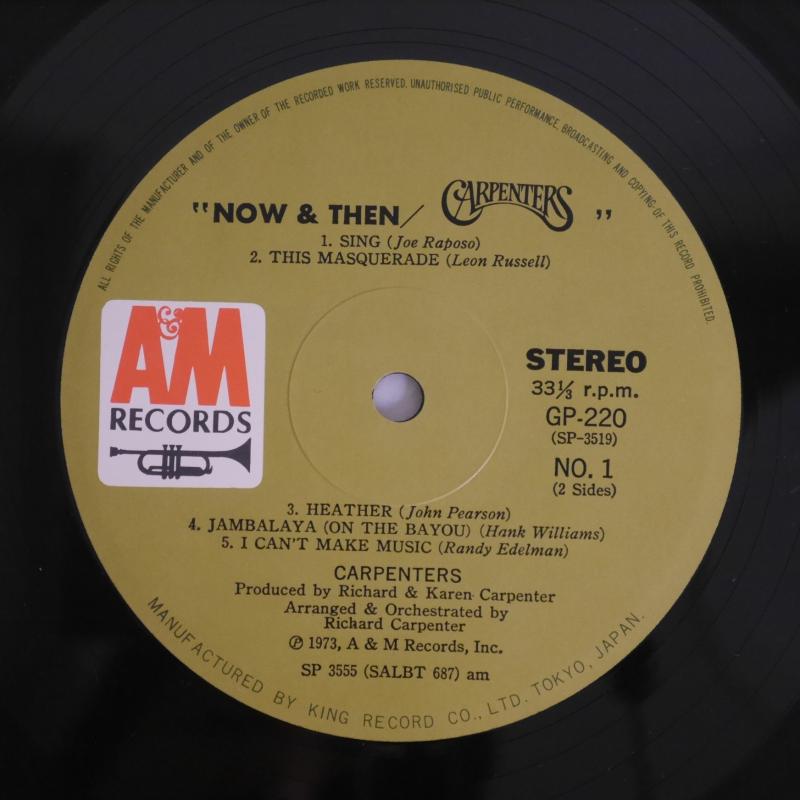 ALL RIGHTS OF THE MANUFACTURER AND OF THE OWNER OF THE RECORDED WORK RESERVED. UNAUTHORISED PUBLIC PERFORMANCE, BROADCASTING AND COPYING OF THIS RECORD PROHIBITED.
"NOW & THEN/ CARPENTERS"
1. SING (Joe Raposo)
2. THIS MASQUERADE (Leon Russell)
A&M
RECORDS
STEREO
33⅓ r.p.m.
GP-220
(SP-3519)
NO. 1
(2 Sides)
3. HEATHER (John Pearson)
4. JAMBALAYA (ON THE BAYOU) (Hank Williams)
5. I CAN'T MAKE MUSIC (Randy Edelman)
CARPENTERS
Produced by Richard & Karen Carpenter
Arranged & Orchestrated by
Richard Carpenter
℗ 1973, A & M Records, Inc.
SP 3555 (SALBT 687) am
MANUFACTURED BY KING RECORD CO., LTD. TOKYO, JAPAN.